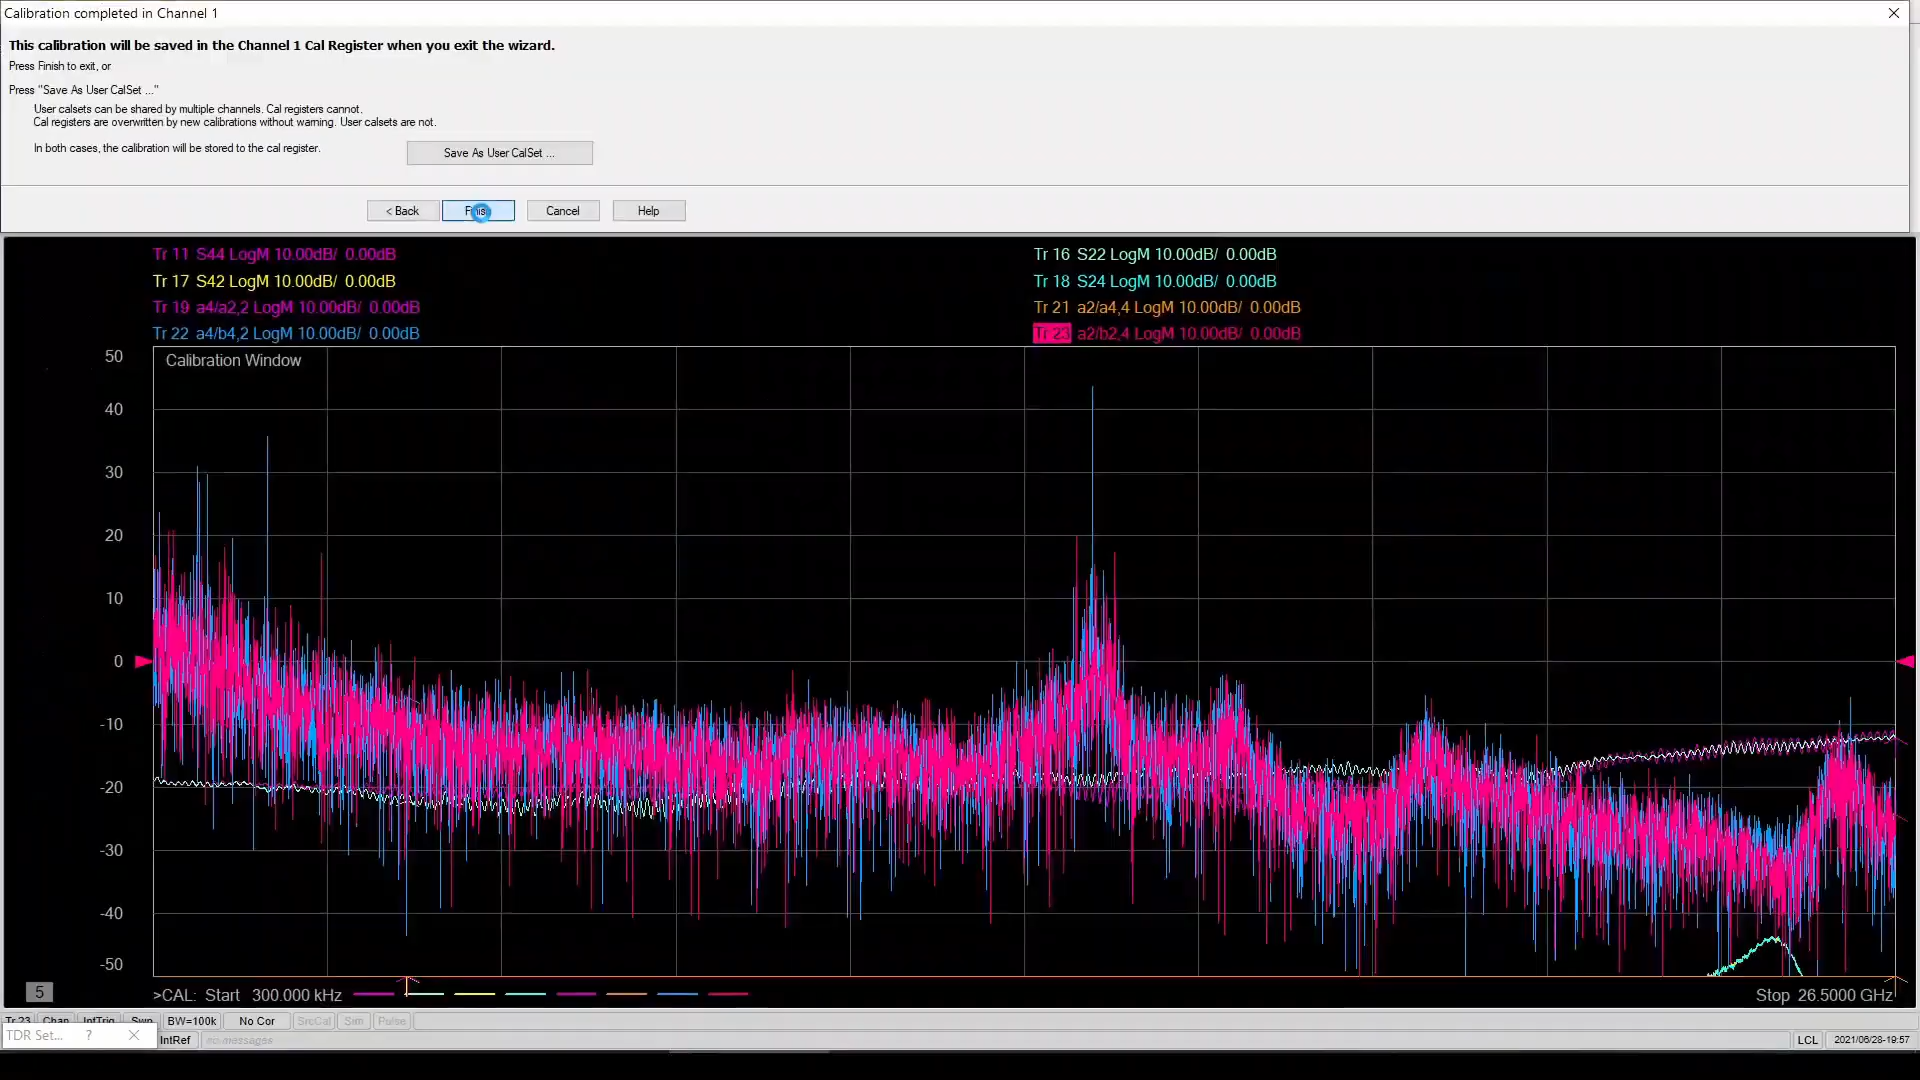 Calibration completed in Channel 1
This calibration will be saved in the Channel 1 Cal Register when you exit the wizard.
Press Finish to exit, or
Press "Save As User CalSet ..."
User calsets can be shared by multiple channels. Cal registers cannot.
Cal registers are overwritten by new calibrations without warning. User calsets are not.
In both cases, the calibration will be stored to the cal register.
Save As User CalSet ...
< Back
Cancel
Help
Tr 11 S44 LogM 10.00dB/ 0.00dB
Tr 16 S22 LogM 10.00dB/ 0.00dB
Tr 17 S42 LogM 10.00dB/ 0.00dB
Tr 18 S24 LogM 10.00dB/ 0.00dB
Tr 19 a4/a2,2 LogM 10.00dB/ 0.00dB
Tr 21 a2/a4,4 LogM 10.00dB/ 0.00dB
Tr 22 a4/b4,2 LogM 10.00dB/ 0.00dB
Tr 23 a2/b2,4 LogM 10.00dB/ 0.00dB
Calibration Window
50
40
30
20
10
0
-10
-20
-30
-40
-50
5
>CAL: Start 300.000 kHz
Stop 26.5000 GHz
BW=100k No Cor SrcCal Sim Pulse
TDR Set... ? IntRef no messages
LCL 2021/06/28-19:57